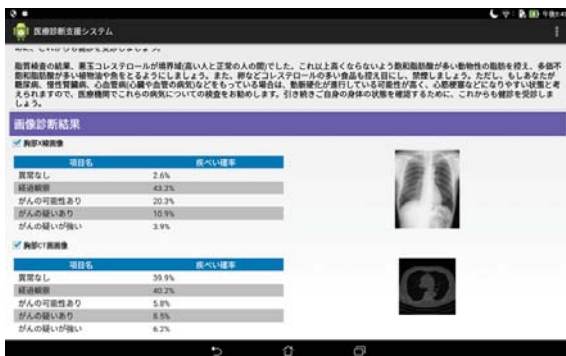 医療診断支援システム
脂質検査の結果、悪玉コレステロールが境界域(高い人と正常の人の間)でした。これ以上高くならないよう飽和脂肪酸が多い動物性の脂肪を控え、多価不
飽和脂肪酸が多い植物油や魚をとるようにしましょう。また、卵などコレステロールの多い食品も控え目にし、禁煙しましょう。ただし、もしあなたが
糖尿病、慢性腎臓病、心血管病(心臓や血管の病気)などをもっている場合は、動脈硬化が進行している可能性が高く、心筋梗塞などになりやすい状態と考
えられますので、医療機関でこれらの病気についての検査をお勧めします。引き続きご自身の身体の状態を確認するために、これからも健診を受診しま
しょう。
画像診断結果
胸部X線画像
項目名 疾ぺい確率
異常なし 2.6%
経過観察 43.2%
がんの可能性あり 20.3%
がんの疑いあり 10.9%
がんの疑いが強い 3.9%
胸部CT画画像
項目名 疾ぺい確率
異常なし 39.9%
経過観察 40.2%
がんの可能性あり 5.8%
がんの疑いあり 8.5%
がんの疑いが強い 6.2%